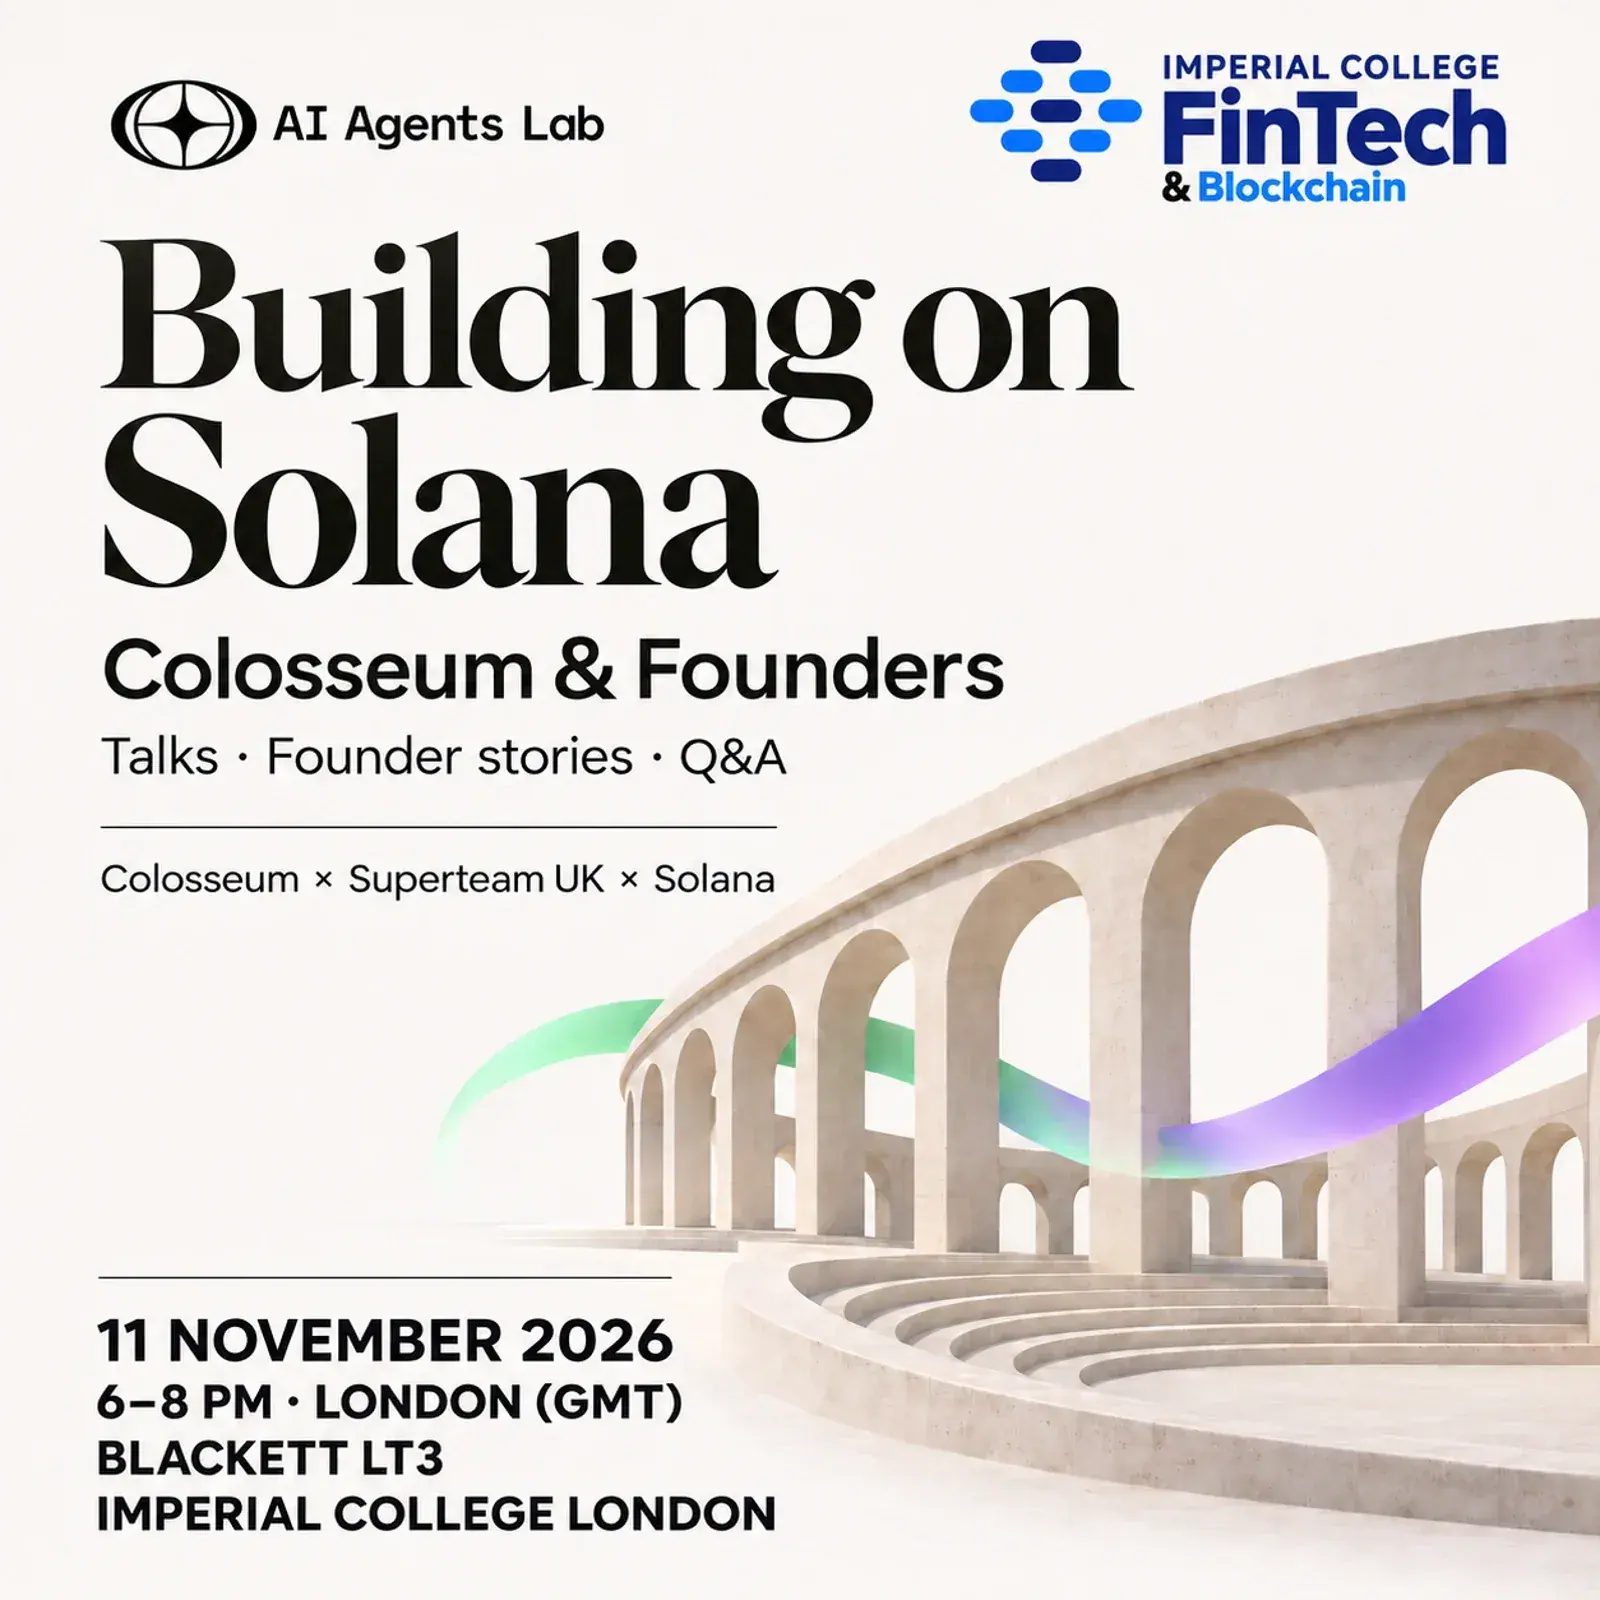 AI Agents Lab
IMPERIAL COLLEGE
FinTech
& Blockchain
Building on
Solana
Colosseum & Founders
Talks · Founder stories · Q&A
Colosseum × Superteam UK × Solana
11 NOVEMBER 2026
6–8 PM · LONDON (GMT)
BLACKETT LT3
IMPERIAL COLLEGE LONDON